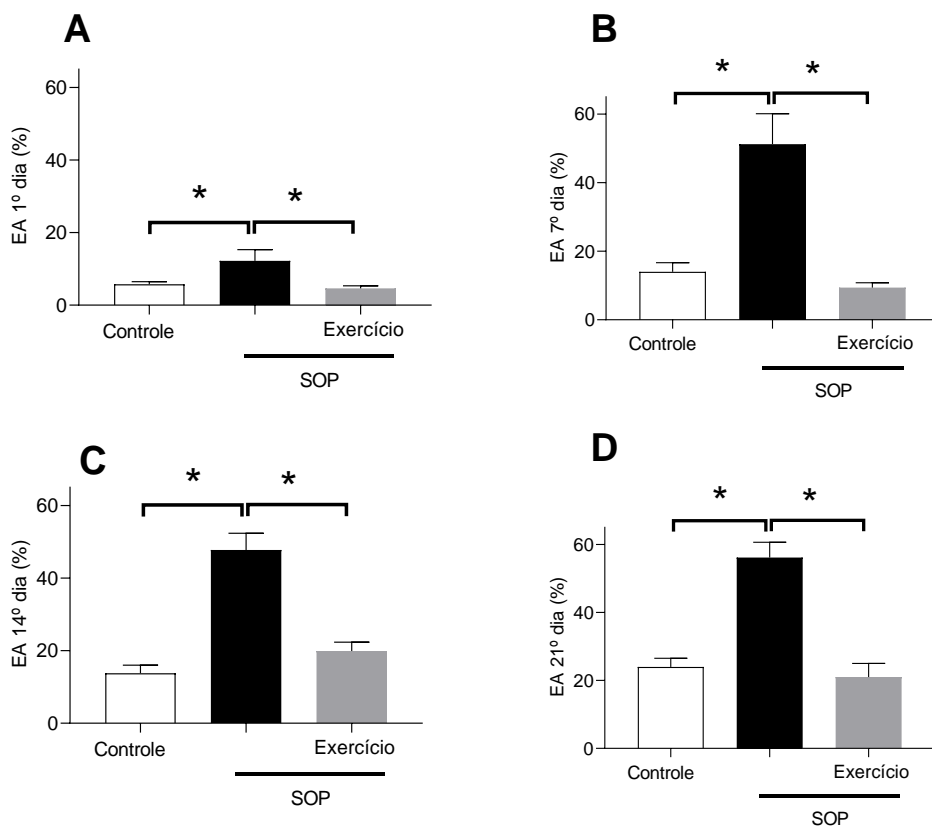 A
EA 1º dia (%)
60
40
20
0
*
*
Controle
Exercício
SOP
B
EA 7º dia (%)
60
40
20
0
*
*
Controle
Exercício
SOP
C
EA 14º dia (%)
60
40
20
0
*
*
Controle
Exercício
SOP
D
EA 21º dia (%)
60
40
20
0
*
*
Controle
Exercício
SOP